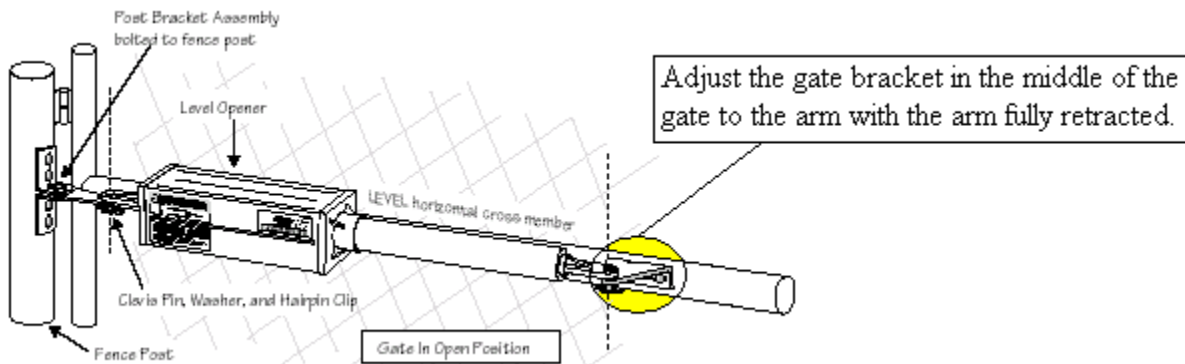 Post Bracket Assembly
bolted to fence post
Level Opener
Adjust the gate bracket in the middle of the
gate to the arm with the arm fully retracted.
LEVEL horizontal cross member
Clevis Pin, Washer, and Hairpin Clip
Gate In Open Position
Fence Post